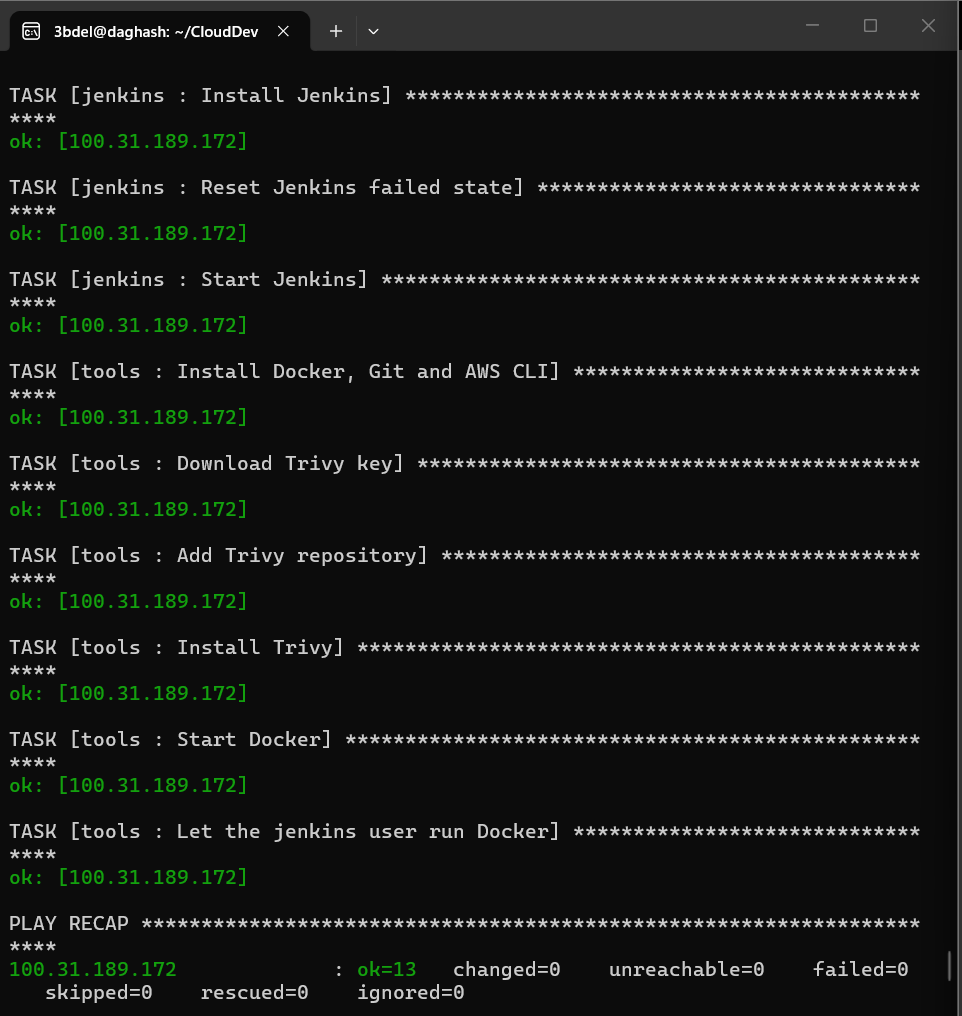 3bdel@daghash: ~/CloudDev
TASK [jenkins : Install Jenkins] *******************************************
****
ok: [100.31.189.172]
TASK [jenkins : Reset Jenkins failed state] ********************************
****
ok: [100.31.189.172]
TASK [jenkins : Start Jenkins] *********************************************
****
ok: [100.31.189.172]
TASK [tools : Install Docker, Git and AWS CLI] *****************************
****
ok: [100.31.189.172]
TASK [tools : Download Trivy key] ******************************************
****
ok: [100.31.189.172]
TASK [tools : Add Trivy repository] ****************************************
****
ok: [100.31.189.172]
TASK [tools : Install Trivy] ***********************************************
****
ok: [100.31.189.172]
TASK [tools : Start Docker] ************************************************
****
ok: [100.31.189.172]
TASK [tools : Let the jenkins user run Docker] *****************************
****
ok: [100.31.189.172]
PLAY RECAP *****************************************************************
****
100.31.189.172             : ok=13   changed=0    unreachable=0    failed=0
   skipped=0    rescued=0    ignored=0